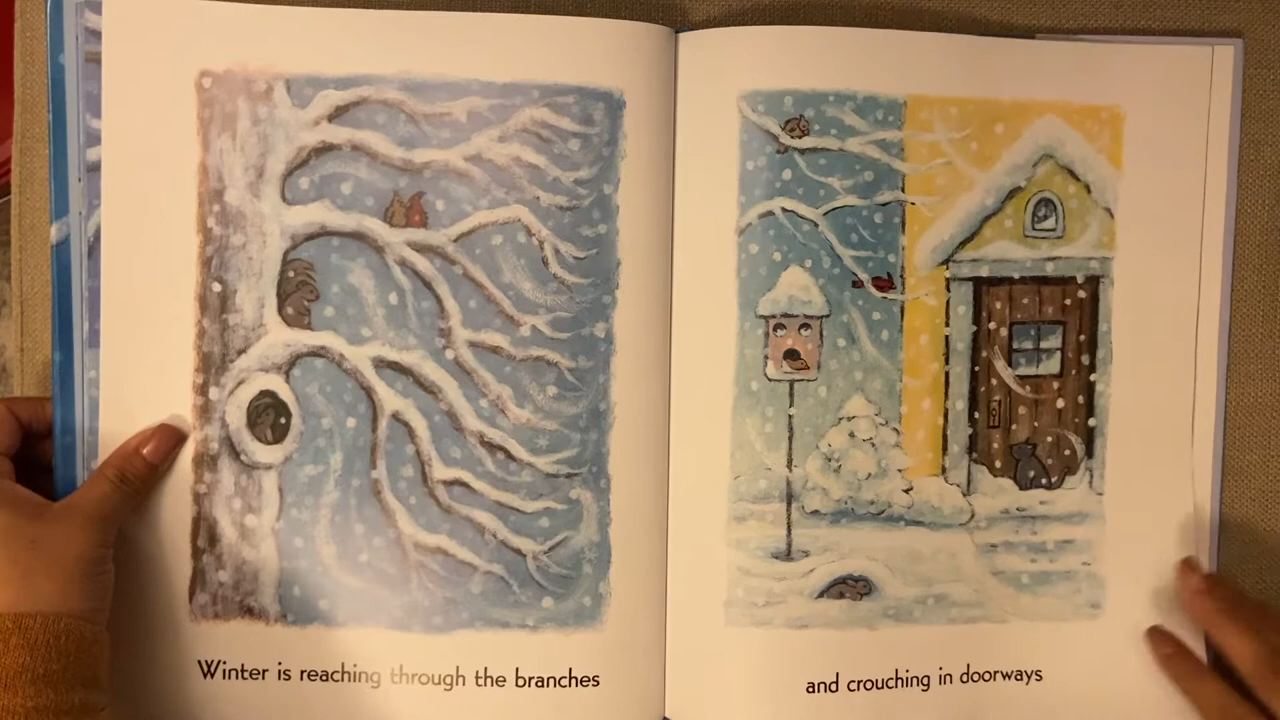 Winter is reaching through the branches
and crouching in doorways